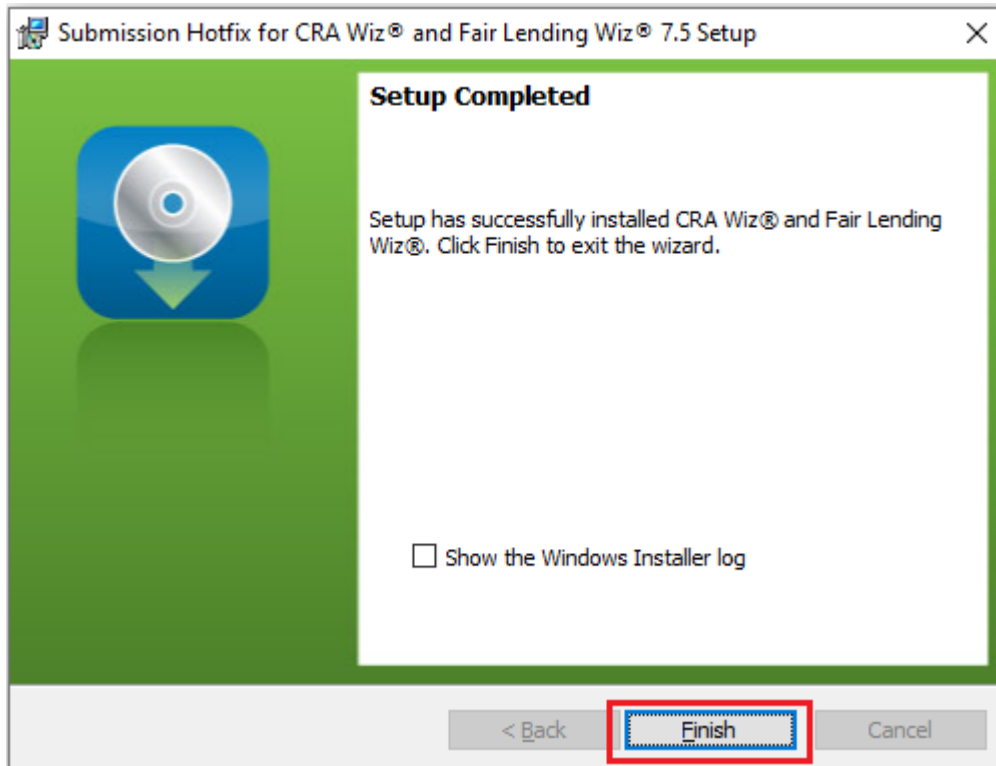 Submission Hotfix for CRA Wiz® and Fair Lending Wiz® 7.5 Setup
Setup Completed
Setup has successfully installed CRA Wiz® and Fair Lending
Wiz®. Click Finish to exit the wizard.
Show the Windows Installer log
< Back Finish Cancel